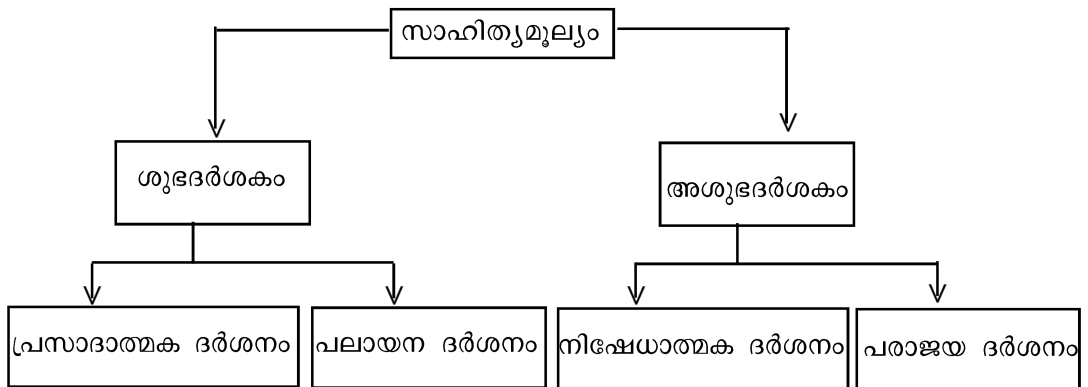 സാഹിത്യമൂല്യം
ശുഭദർശകം
അശുഭദർശകം
പ്രസാദാത്മക ദർശനം
പലായന ദർശനം
നിഷേധാത്മക ദർശനം
പരാജയ ദർശനം